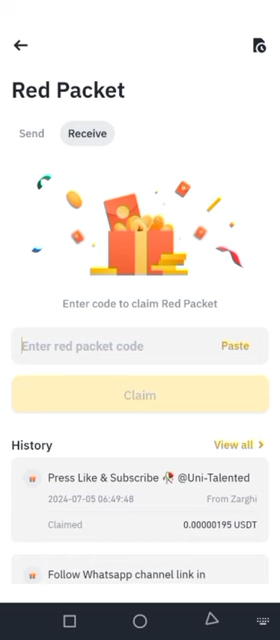 Red Packet
Send
Receive
Enter code to claim Red Packet
Enter red packet code
Paste
Claim
History
View all
Press Like & Subscribe 🥀 @Uni-Talented
2024-07-05 06:49:48
From Zarghi
Claimed
0.00000195 USDT
Follow Whatsapp channel link in